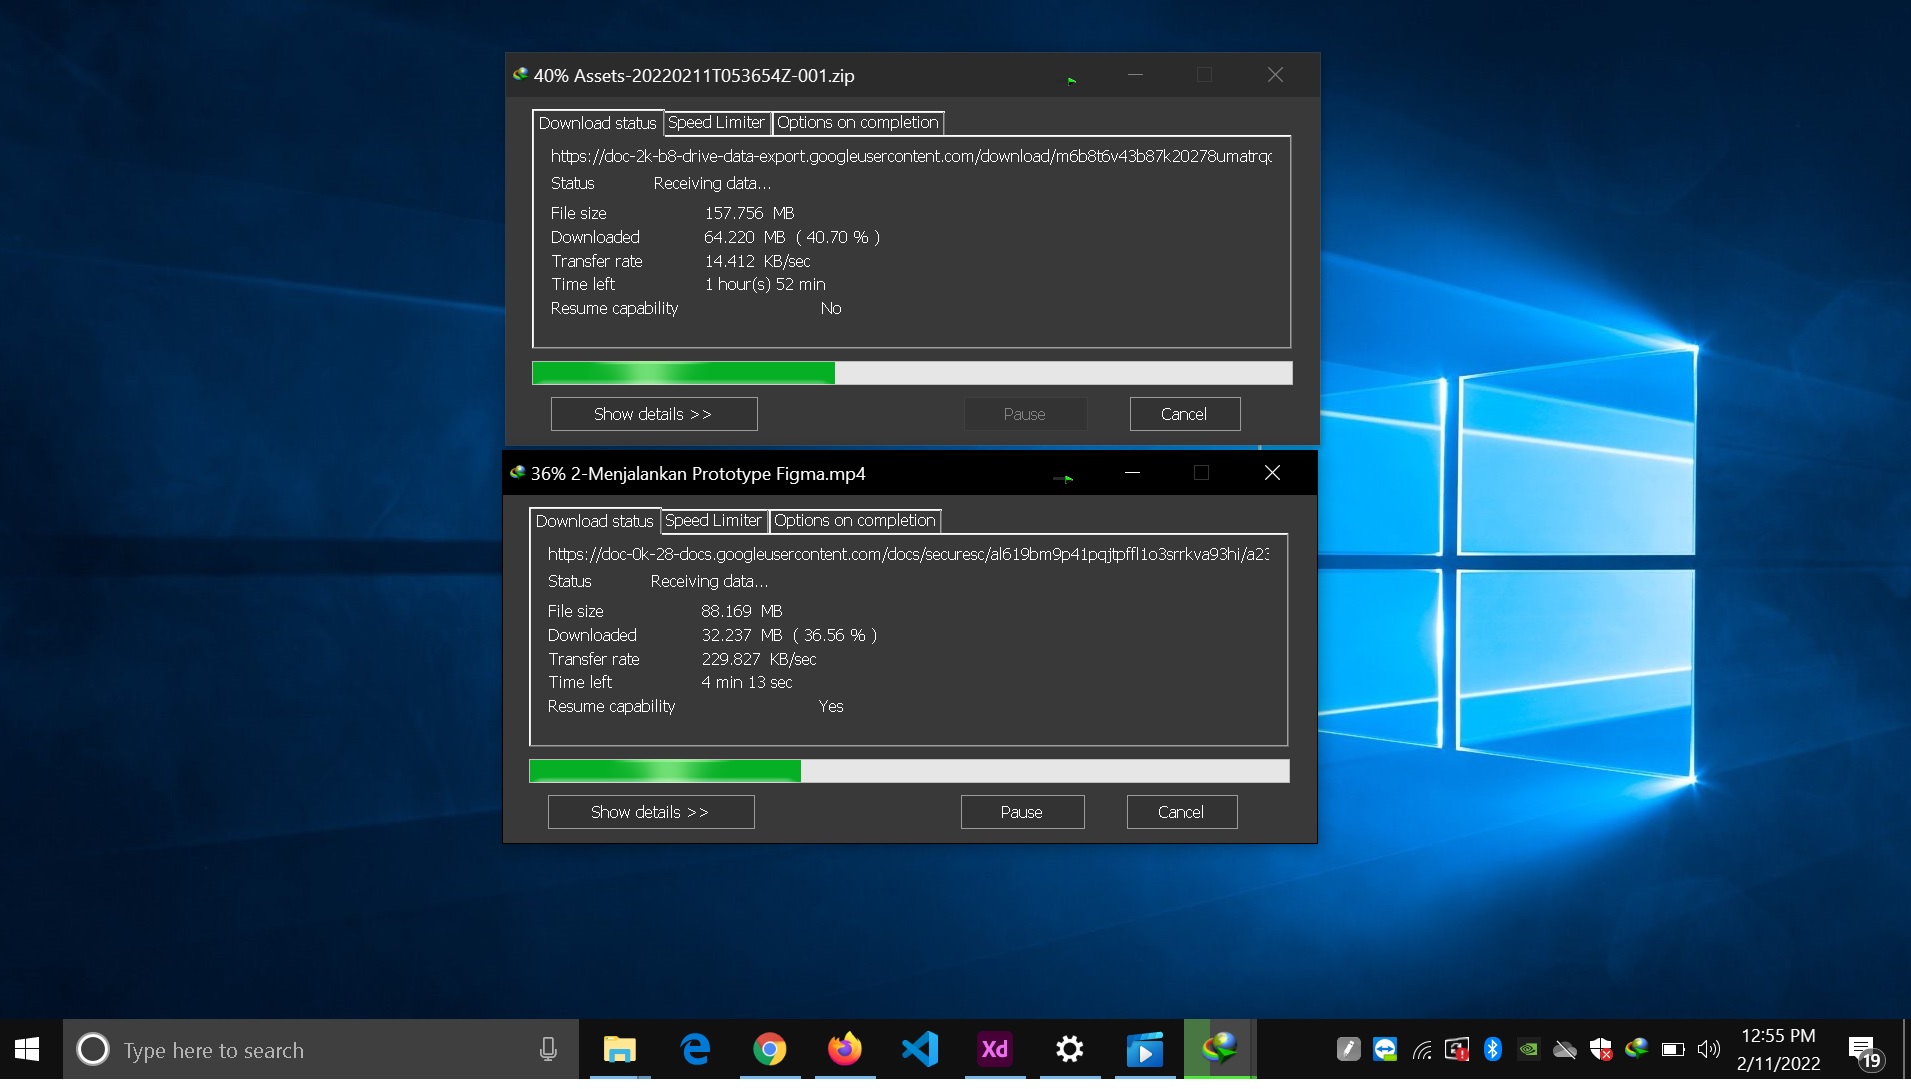 40% Assets-20220211T053654Z-001.zip
Download status Speed Limiter Options on completion
https://doc-2k-b8-drive-data-export.googleusercontent.com/download/m6b8t6v43b87k20278umatrqc
Status Receiving data...
File size 157.756 MB
Downloaded 64.220 MB ( 40.70 % )
Transfer rate 14.412 KB/sec
Time left 1 hour(s) 52 min
Resume capability No
Show details >> Pause Cancel
36% 2-Menjalankan Prototype Figma.mp4
Download status Speed Limiter Options on completion
https://doc-0k-28-docs.googleusercontent.com/docs/securesc/al619bm9p41pqjtpffl1o3srrkva93hi/a23
Status Receiving data...
File size 88.169 MB
Downloaded 32.237 MB ( 36.56 % )
Transfer rate 229.827 KB/sec
Time left 4 min 13 sec
Resume capability Yes
Show details >> Pause Cancel
Type here to search
Xd
12:55 PM
2/11/2022
19